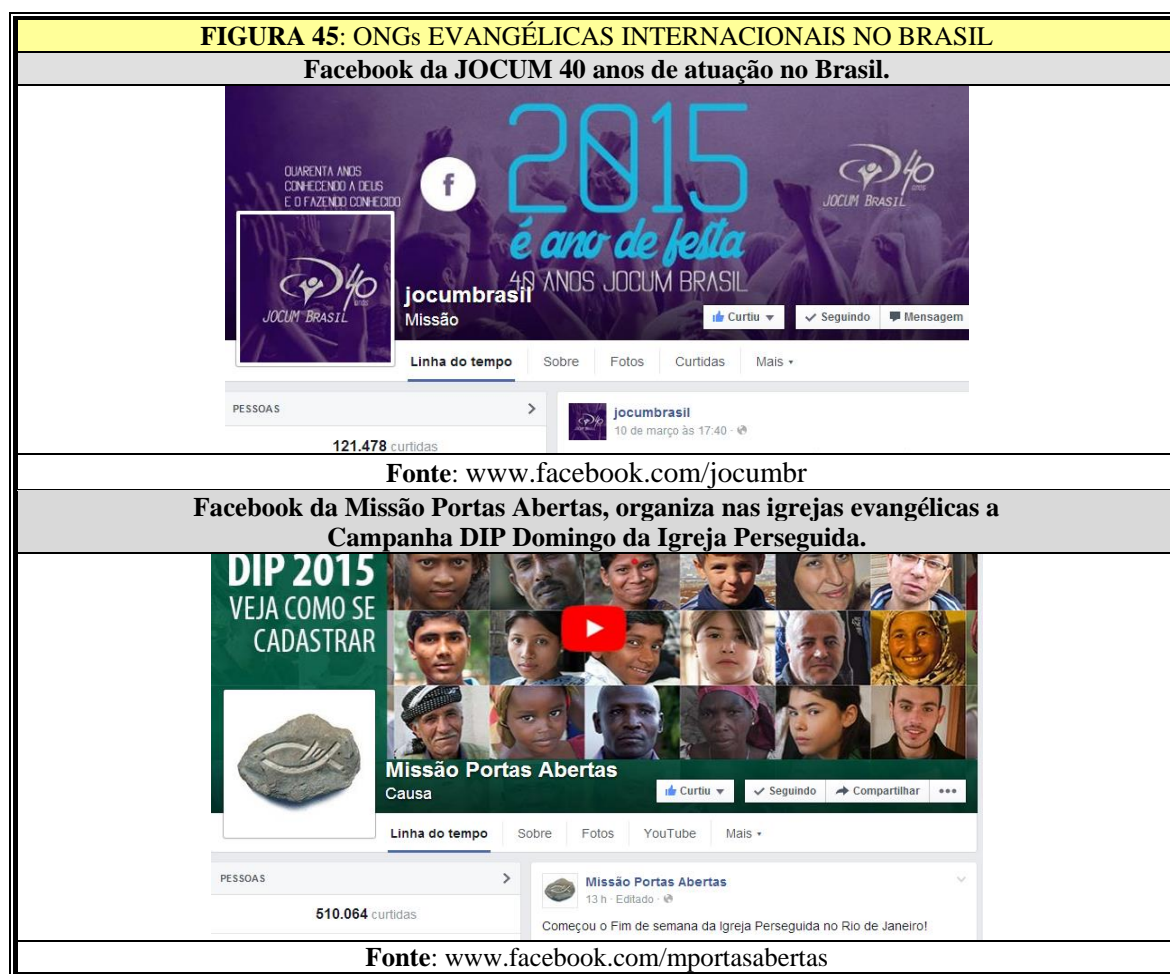 FIGURA 45: ONGs EVANGÉLICAS INTERNACIONAIS NO BRASIL
Facebook da JOCUM 40 anos de atuação no Brasil.
QUARENTA ANOS
CONHECENDO A DEUS
E O FAZENDO CONHECIDO
f
2015
é ano de festa
40 ANOS JOCUM BRASIL
40 anos
JOCUM BRASIL
40 anos
JOCUM BRASIL
jocumbrasil
Missão
Curtiu
Seguindo
Mensagem
Linha do tempo Sobre Fotos Curtidas Mais
PESSOAS
121.478 curtidas
jocumbrasil
10 de março às 17:40 ·
Fonte: www.facebook.com/jocumbr
Facebook da Missão Portas Abertas, organiza nas igrejas evangélicas a
Campanha DIP Domingo da Igreja Perseguida.
DIP 2015
VEJA COMO SE
CADASTRAR
Missão Portas Abertas
Causa
Curtiu
Seguindo
Compartilhar
Linha do tempo Sobre Fotos YouTube Mais
PESSOAS
510.064 curtidas
Missão Portas Abertas
13 h · Editado ·
Começou o Fim de semana da Igreja Perseguida no Rio de Janeiro!
Fonte: www.facebook.com/mportasabertas